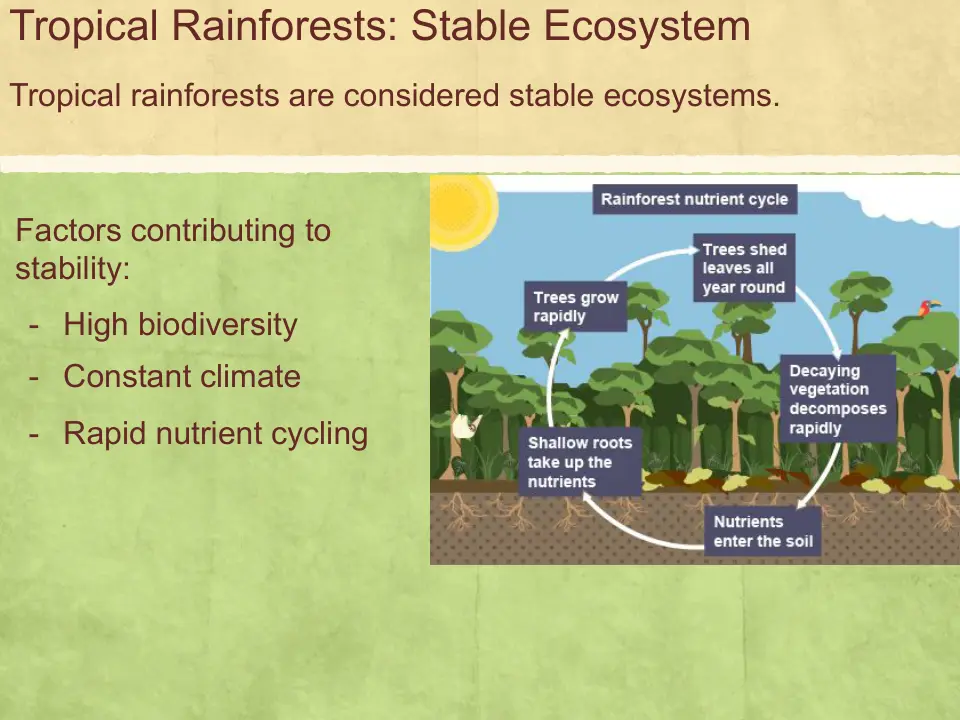 Tropical Rainforests: Stable Ecosystem
Tropical rainforests are considered stable ecosystems.
Factors contributing to
stability:
- High biodiversity
- Constant climate
- Rapid nutrient cycling
Rainforest nutrient cycle
Trees shed
leaves all
year round
Decaying
vegetation
decomposes
rapidly
Nutrients
enter the soil
Shallow roots
take up the
nutrients
Trees grow
rapidly